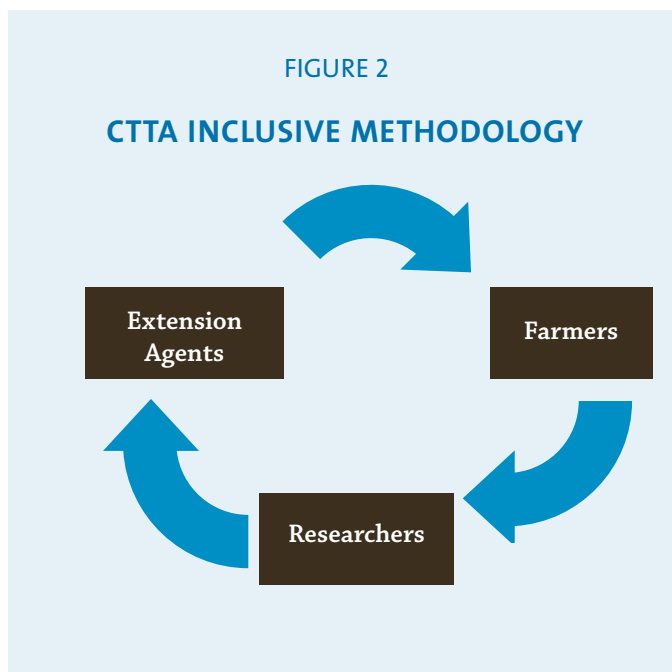 FIGURE 2
CTTA INCLUSIVE METHODOLOGY
Extension
Agents
Farmers
Researchers